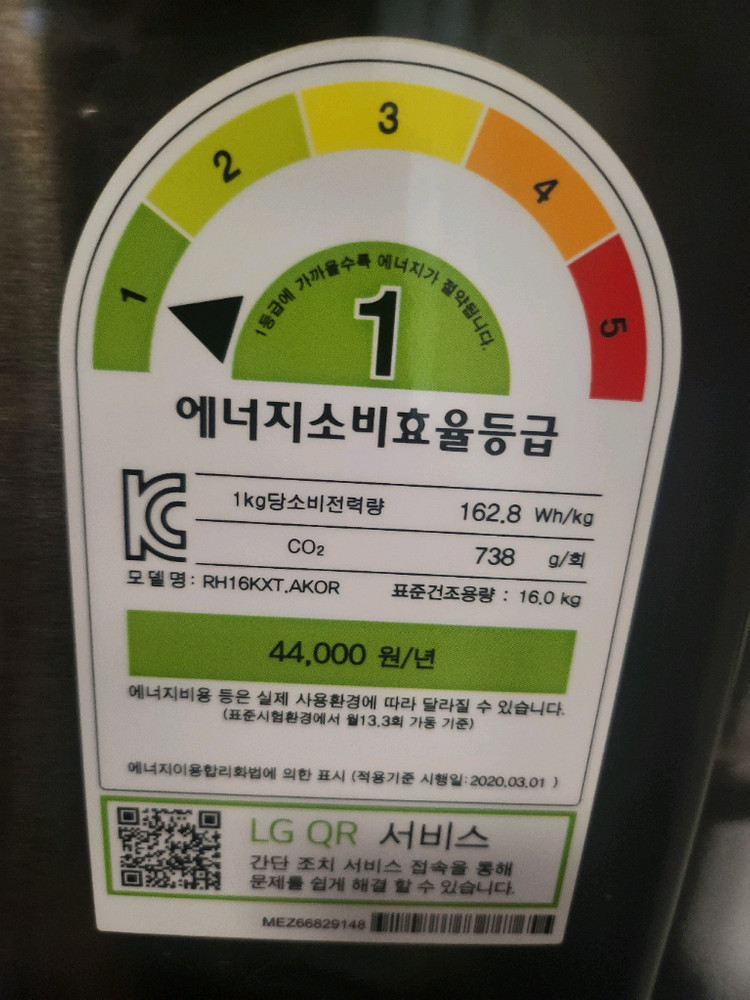 1
2
3
4
5
1등급에 가까울수록 에너지가 절약됩니다.
1
에너지소비효율등급
KC
1kg당소비전력량 162.8 Wh/kg
CO₂ 738 g/회
모델명: RH16KXT.AKOR 표준건조용량 : 16.0 kg
44,000 원/년
에너지비용 등은 실제 사용환경에 따라 달라질 수 있습니다.
(표준시험환경에서 월13.3회 가동 기준)
에너지이용합리화법에 의한 표시 (적용기준 시행일:2020.03.01 )
LG QR 서비스
간단 조치 서비스 접속을 통해
문제를 쉽게 해결 할 수 있습니다.
MEZ66829148